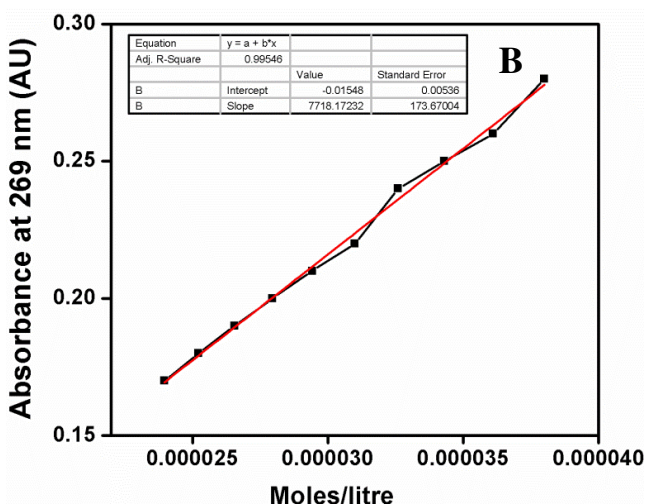 0.30
0.25
0.20
0.15
Absorbance at 269 nm (AU)
Equation y = a + b*x
Adj. R-Square 0.99546
Value Standard Error
B Intercept -0.01548 0.00536
B Slope 7718.17232 173.67004
B
0.000025 0.000030 0.000035 0.000040
Moles/litre